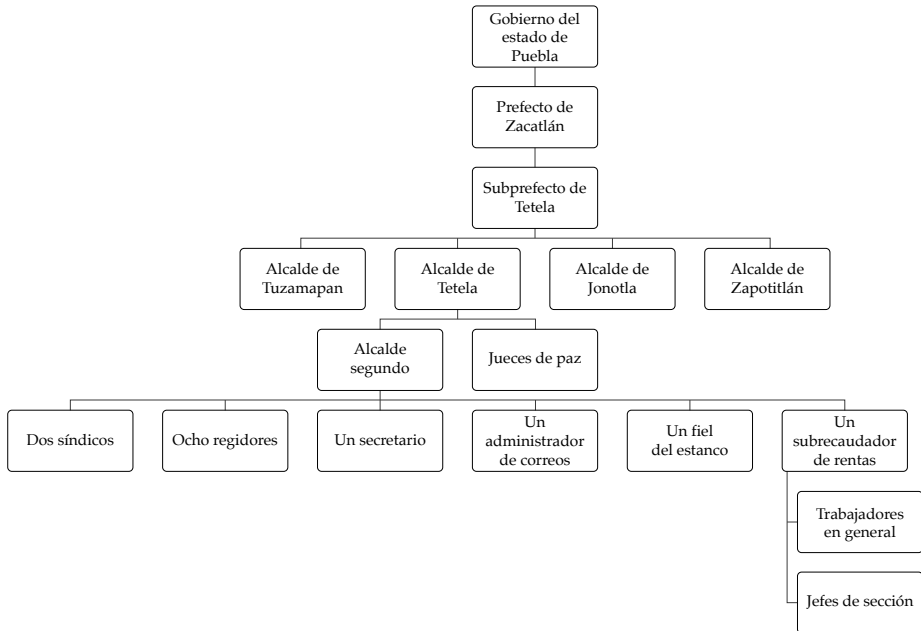 Gobierno del
estado de
Puebla
Prefecto de
Zacatlán
Subprefecto de
Tetela
Alcalde de
Tuzamapan
Alcalde de
Tetela
Alcalde de
Jonotla
Alcalde de
Zapotitlán
Alcalde
segundo
Jueces de paz
Dos síndicos
Ocho regidores
Un secretario
Un
administrador
de correos
Un fiel
del estanco
Un
subrecaudador
de rentas
Trabajadores
en general
Jefes de sección